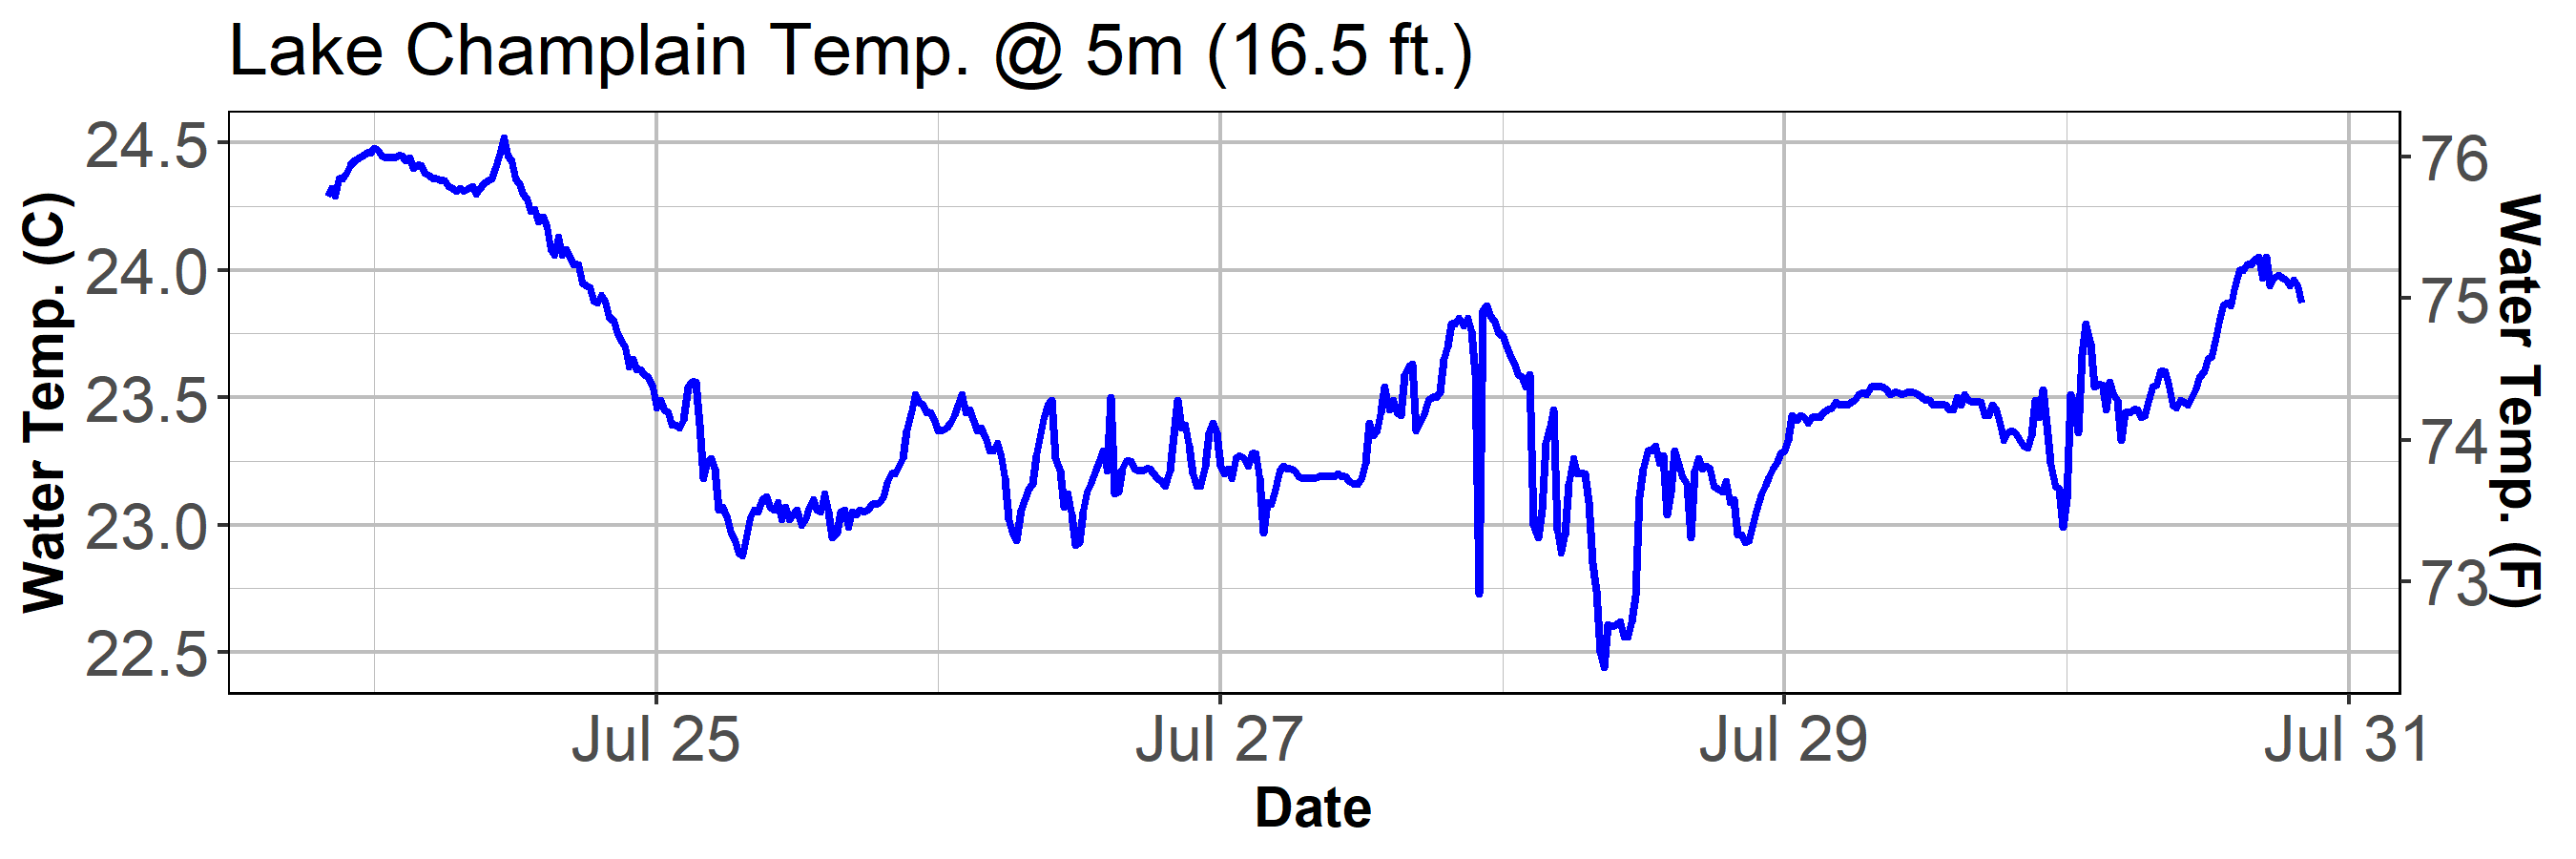 Lake Champlain Temp. @ 5m (16.5 ft.)
Water Temp. (C)
24.5
24.0
23.5
23.0
22.5
76
75
74
73
Water Temp. (F)
Jul 25
Jul 27
Jul 29
Jul 31
Date